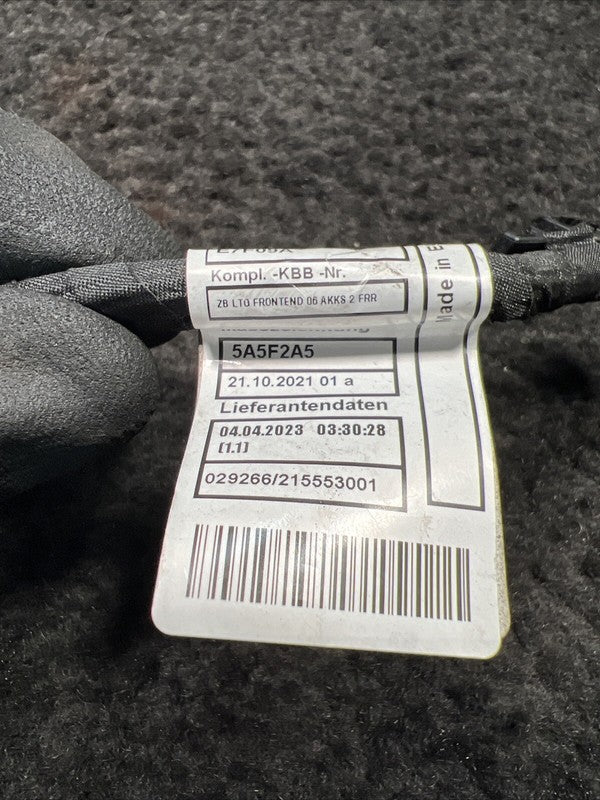 Kompl. -KBB -Nr.
ZB LTG FRONTEND 06 AKKS 2 FRR
5A5F2A5
21.10.2021 01 a
Lieferantendaten
04.04.2023 03:30:28
[1.1]
029266/215553001
Made in